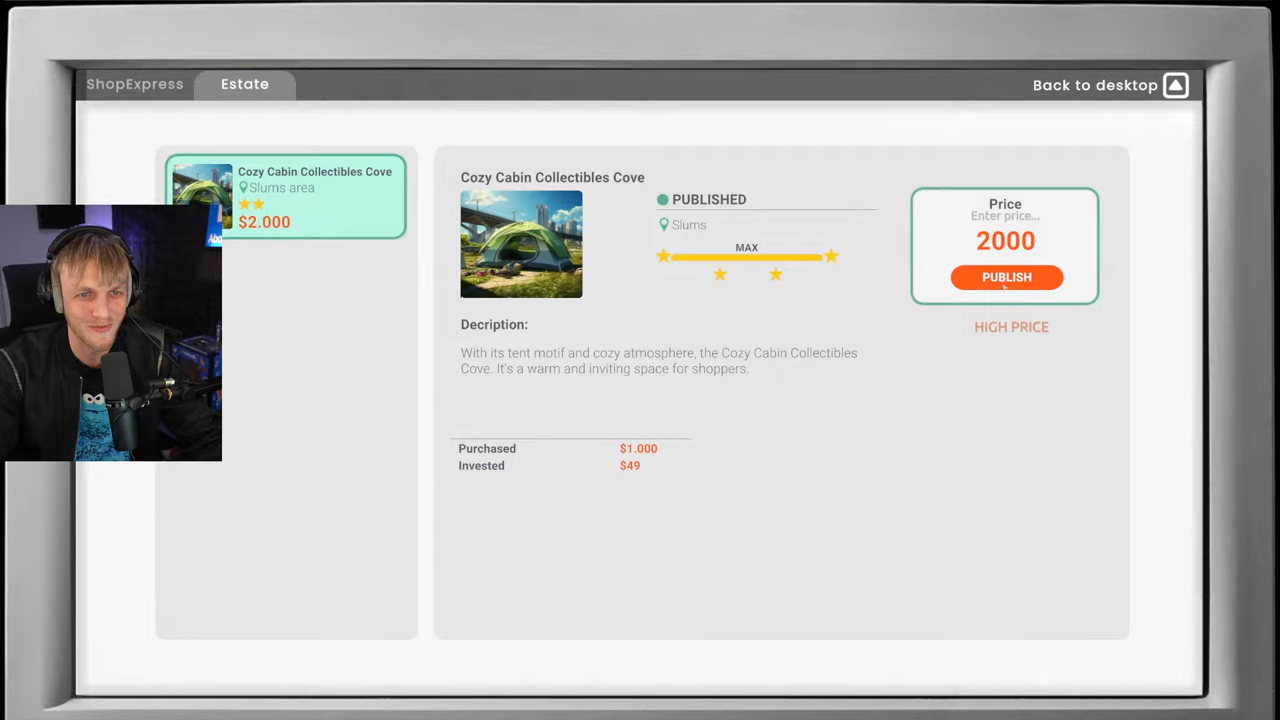 ShopExpress
Estate
Back to desktop
Cozy Cabin Collectibles Cove
Slums area
$2.000
Cozy Cabin Collectibles Cove
PUBLISHED
Slums
MAX
Price
Enter price...
2000
PUBLISH
HIGH PRICE
Decription:
With its tent motif and cozy atmosphere, the Cozy Cabin Collectibles
Cove. It's a warm and inviting space for shoppers.
Purchased $1.000
Invested $49